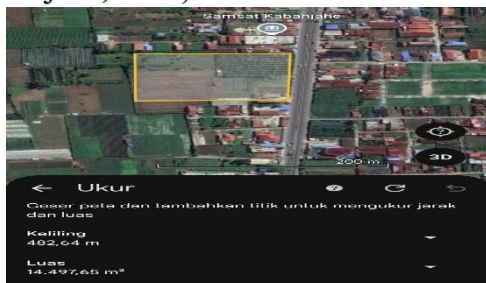 Samsat Kabanjahe
200 m
3D
Ukur
Geser peta dan tambahkan titik untuk mengukur jarak
dan luas
Keliling
482,64 m
Luas
14.497,65 m²